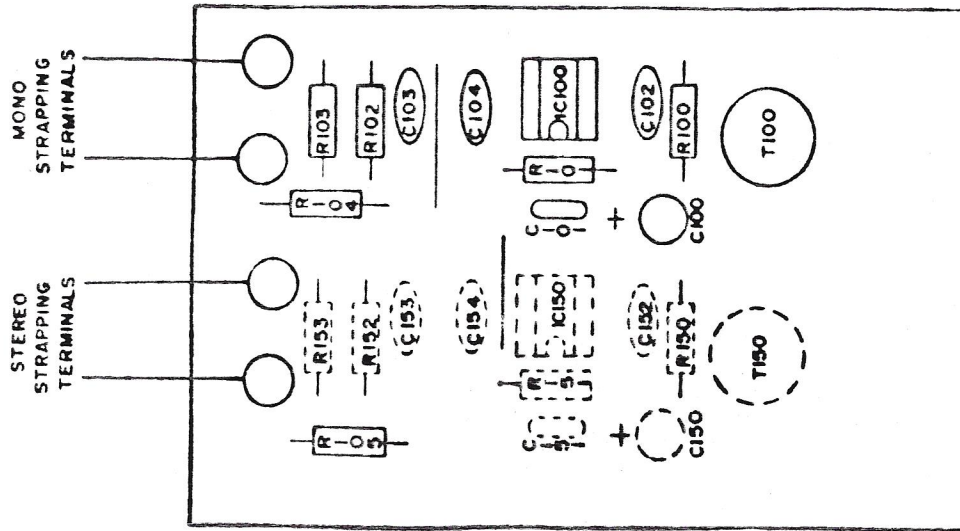 MONO
STRAPPING
TERMINALS
STEREO
STRAPPING
TERMINALS
R103
R102
C103
C104
IC100
C102
R100
T100
R104
R101
C101
+
C100
R153
R152
C153
C154
IC150
C152
R150
T150
R105
R151
C151
+
C150